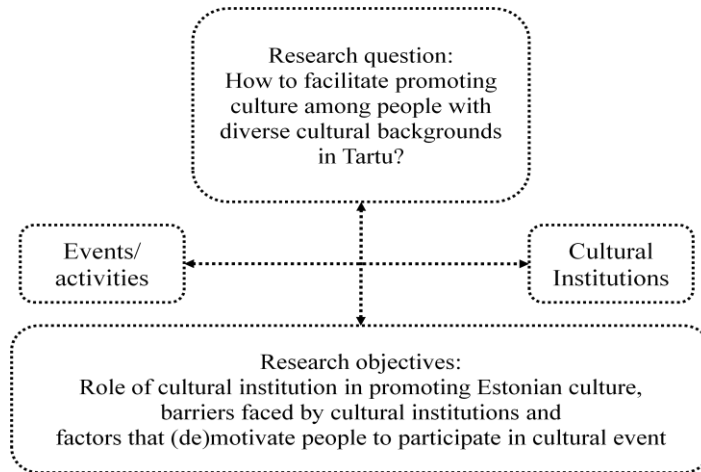 Research question:
How to facilitate promoting
culture among people with
diverse cultural backgrounds
in Tartu?
Events/
activities
Cultural
Institutions
Research objectives:
Role of cultural institution in promoting Estonian culture,
barriers faced by cultural institutions and
factors that (de)motivate people to participate in cultural event